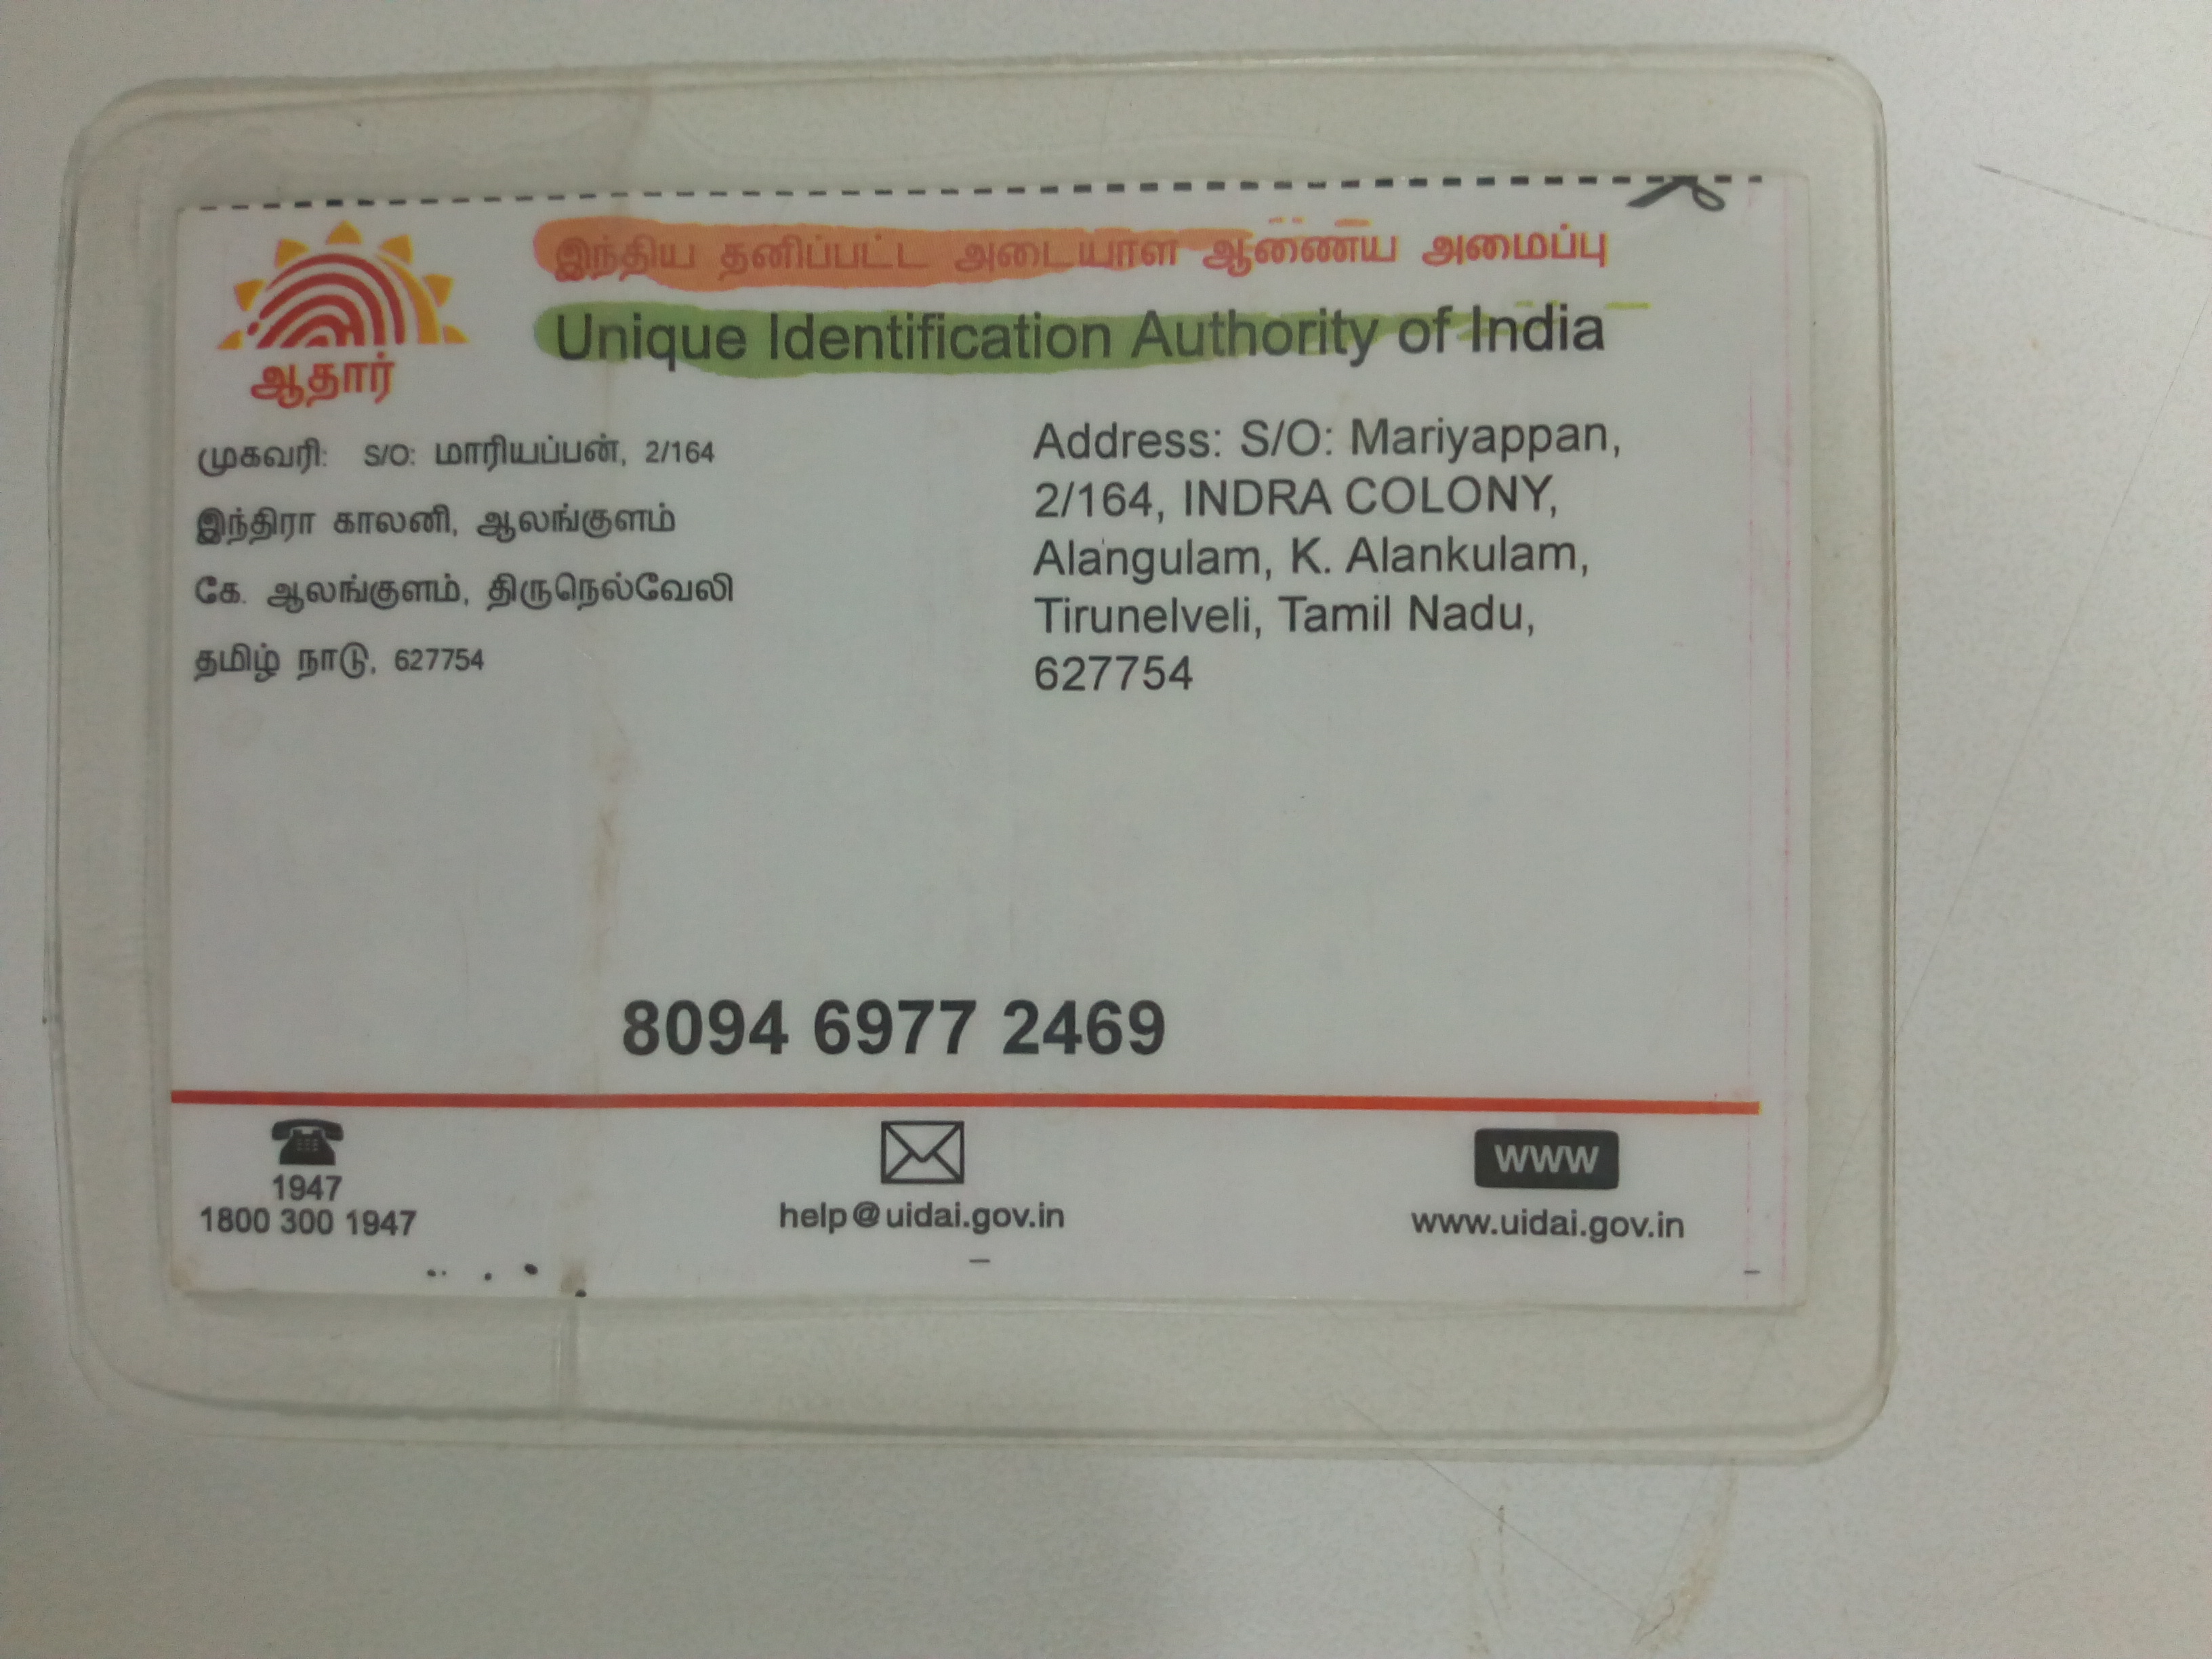 இந்திய தனிப்பட்ட அடையாள ஆணைய அமைப்பு
Unique Identification Authority of India
ஆதார்
முகவரி: S/O: மாரியப்பன், 2/164
இந்திரா காலனி, ஆலங்குளம்
கே. ஆலங்குளம், திருநெல்வேலி
தமிழ் நாடு, 627754
Address: S/O: Mariyappan,
2/164, INDRA COLONY,
Alangulam, K. Alankulam,
Tirunelveli, Tamil Nadu,
627754
8094 6977 2469
1947
1800 300 1947
help@uidai.gov.in
www
www.uidai.gov.in